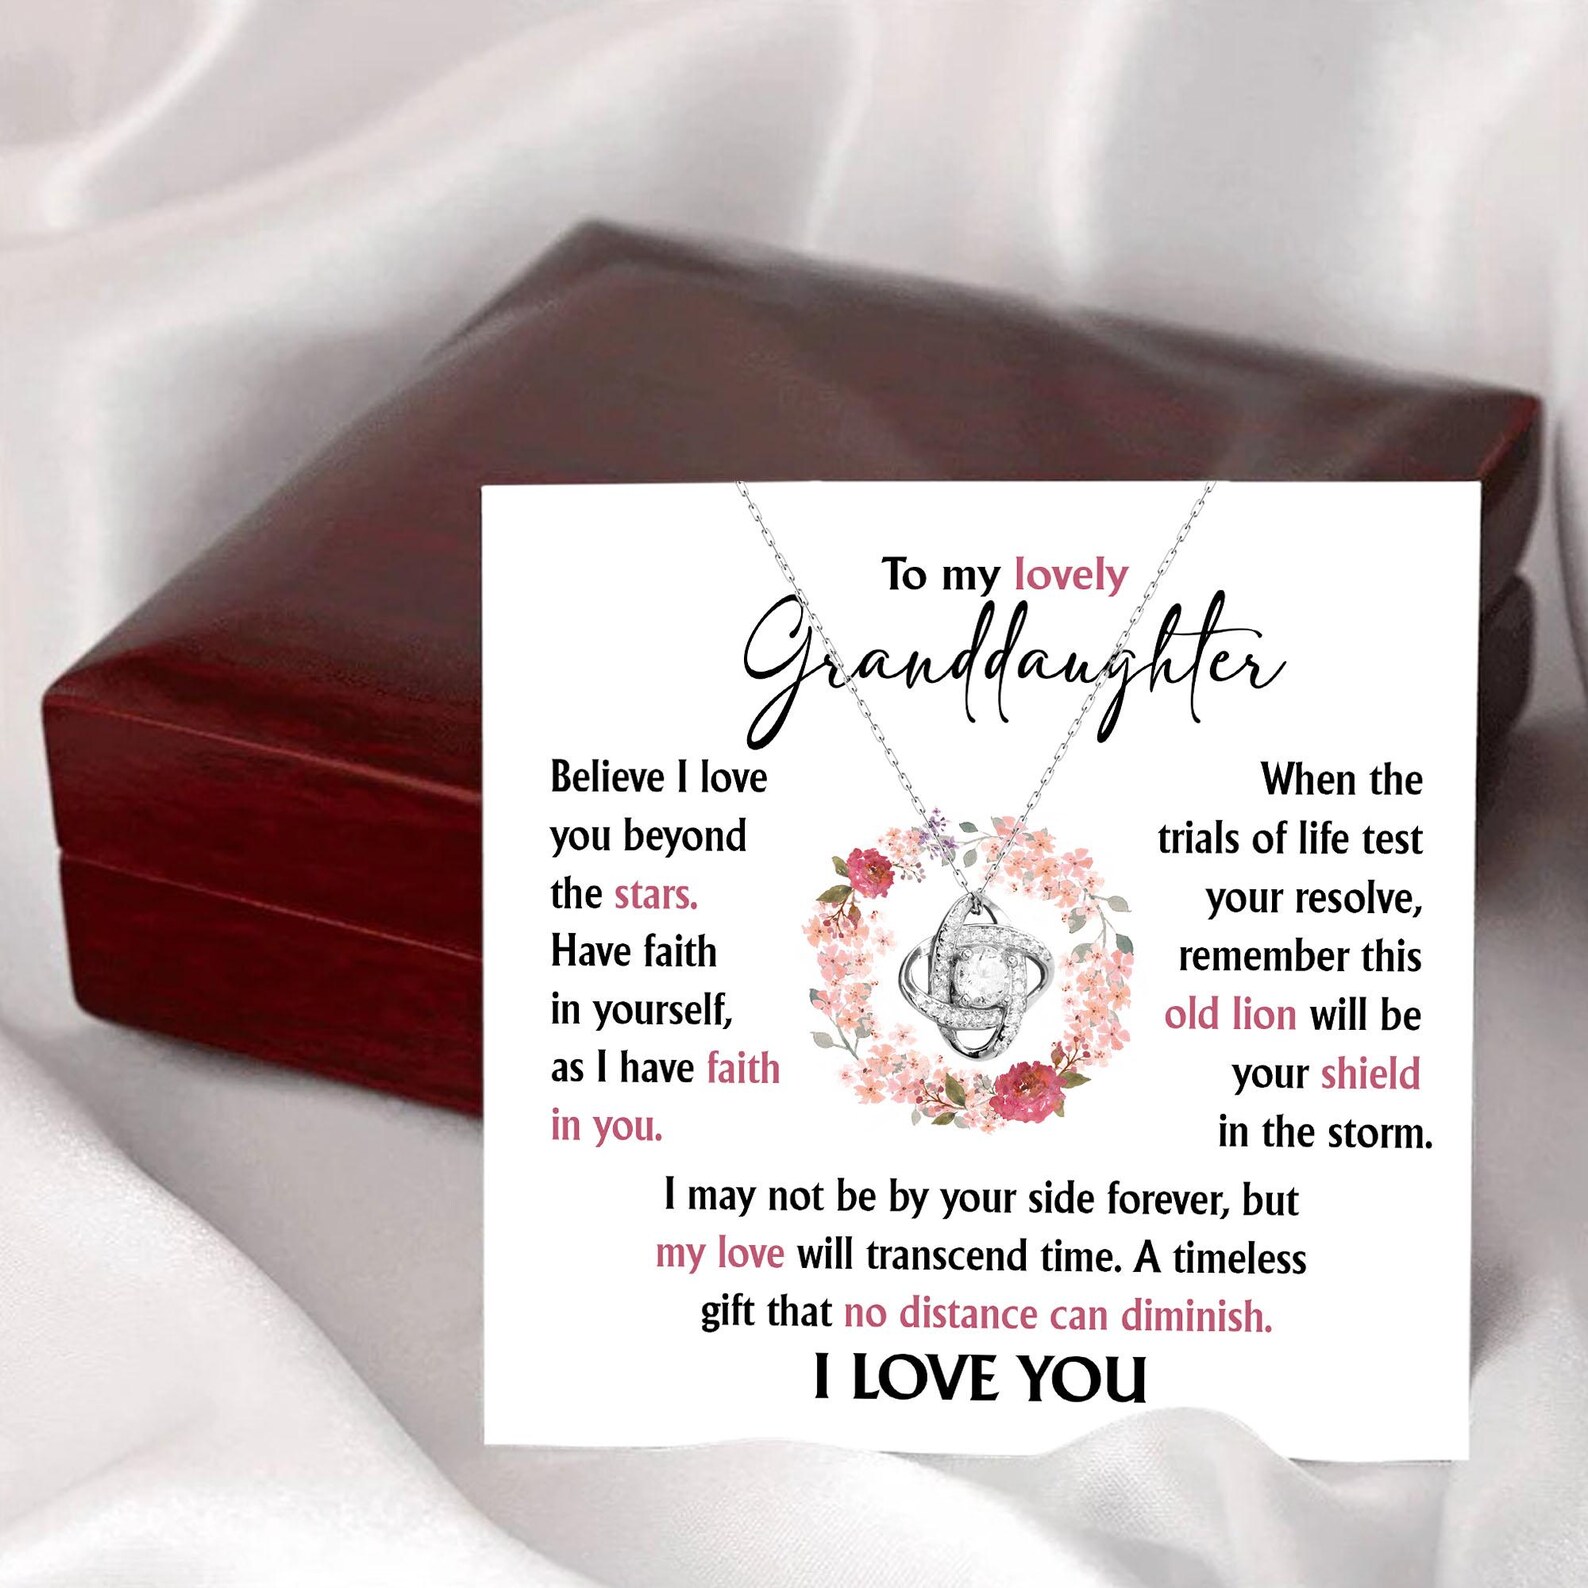 To my lovely
Granddaughter
Believe I love
you beyond
the stars.
Have faith
in yourself,
as I have faith
in you.
When the
trials of life test
your resolve,
remember this
old lion will be
your shield
in the storm.
I may not be by your side forever, but
my love will transcend time. A timeless
gift that no distance can diminish.
I LOVE YOU